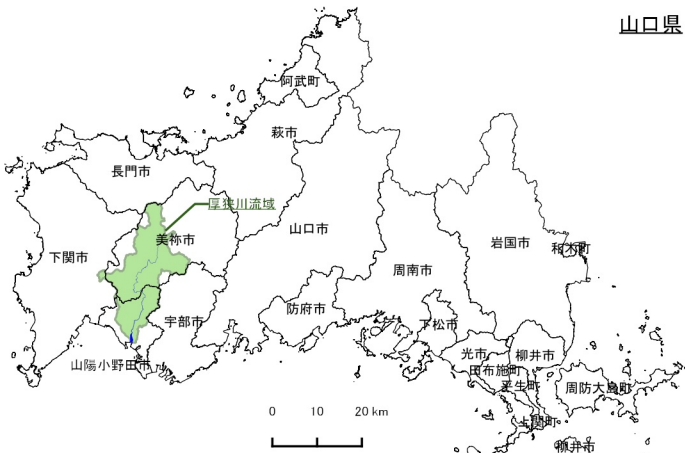 山口県
阿武町
萩市
長門市
厚狭川流域
美祢市
山口市
岩国市
和木町
下関市
周南市
防府市
宇部市
下松市
光市
柳井市
山陽小野田市
田布施町
平生町
周防大島町
上関町
柳井市
0 10 20 km